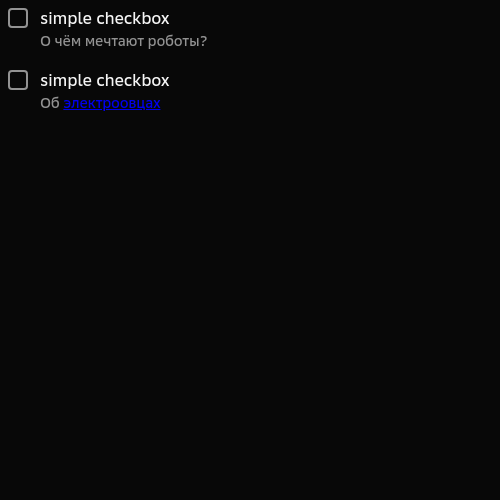 simple checkbox
О чём мечтают роботы?
simple checkbox
Об электроовцах